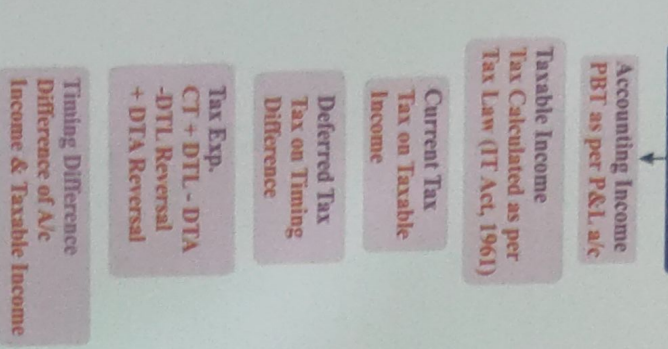 Accounting Income
PBT as per P&L a/c
Taxable Income
Tax Calculated as per
Tax Law (IT Act, 1961)
Current Tax
Tax on Taxable
Income
Deferred Tax
Tax on Timing
Difference
Tax Exp.
CT + DTL - DTA
-DTL Reversal
+ DTA Reversal
Timing Difference
Difference of A/c
Income & Taxable Income